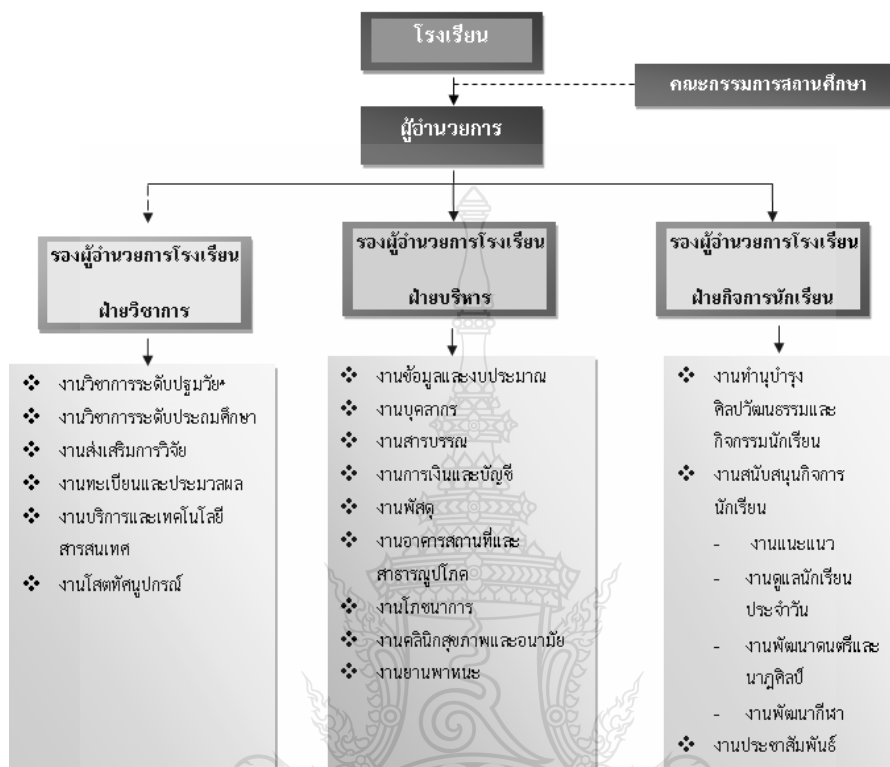 โรงเรียน
คณะกรรมการสถานศึกษา
ผู้อำนวยการ
รองผู้อำนวยการโรงเรียน
ฝ่ายวิชาการ
❖ งานวิชาการระดับปฐมวัย*
❖ งานวิชาการระดับประถมศึกษา
❖ งานส่งเสริมการวิจัย
❖ งานทะเบียนและประมวลผล
❖ งานบริการและเทคโนโลยี
สารสนเทศ
❖ งานโสตทัศนูปกรณ์
รองผู้อำนวยการโรงเรียน
ฝ่ายบริหาร
❖ งานข้อมูลและงบประมาณ
❖ งานบุคลากร
❖ งานสารบรรณ
❖ งานการเงินและบัญชี
❖ งานพัสดุ
❖ งานอาคารสถานที่และ
สาธารณูปโภค
❖ งานโภชนาการ
❖ งานคลินิกสุขภาพและอนามัย
❖ งานยานพาหนะ
รองผู้อำนวยการโรงเรียน
ฝ่ายกิจการนักเรียน
❖ งานทำนุบำรุง
ศิลปวัฒนธรรมและ
กิจกรรมนักเรียน
❖ งานสนับสนุนกิจการ
นักเรียน
- งานแนะแนว
- งานดูแลนักเรียน
ประจำวัน
- งานพัฒนาดนตรีและ
นาฏศิลป์
- งานพัฒนากีฬา
❖ งานประชาสัมพันธ์